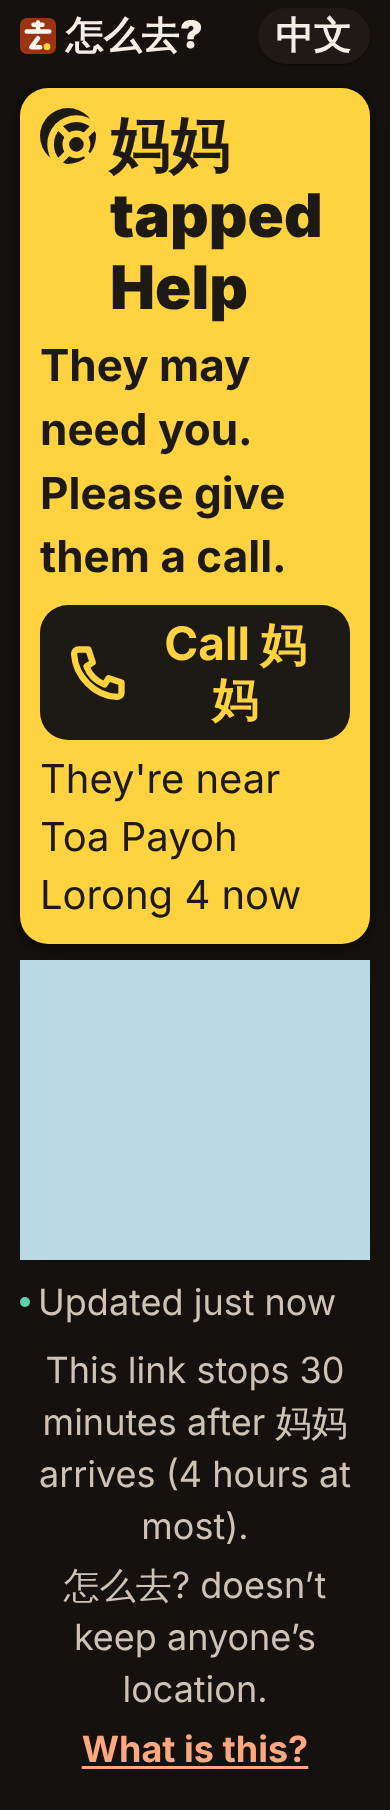 怎么去?
中文
妈妈
tapped
Help
They may
need you.
Please give
them a call.
Call 妈
妈
They're near
Toa Payoh
Lorong 4 now
Updated just now
This link stops 30
minutes after 妈妈
arrives (4 hours at
most).
怎么去? doesn’t
keep anyone’s
location.
What is this?